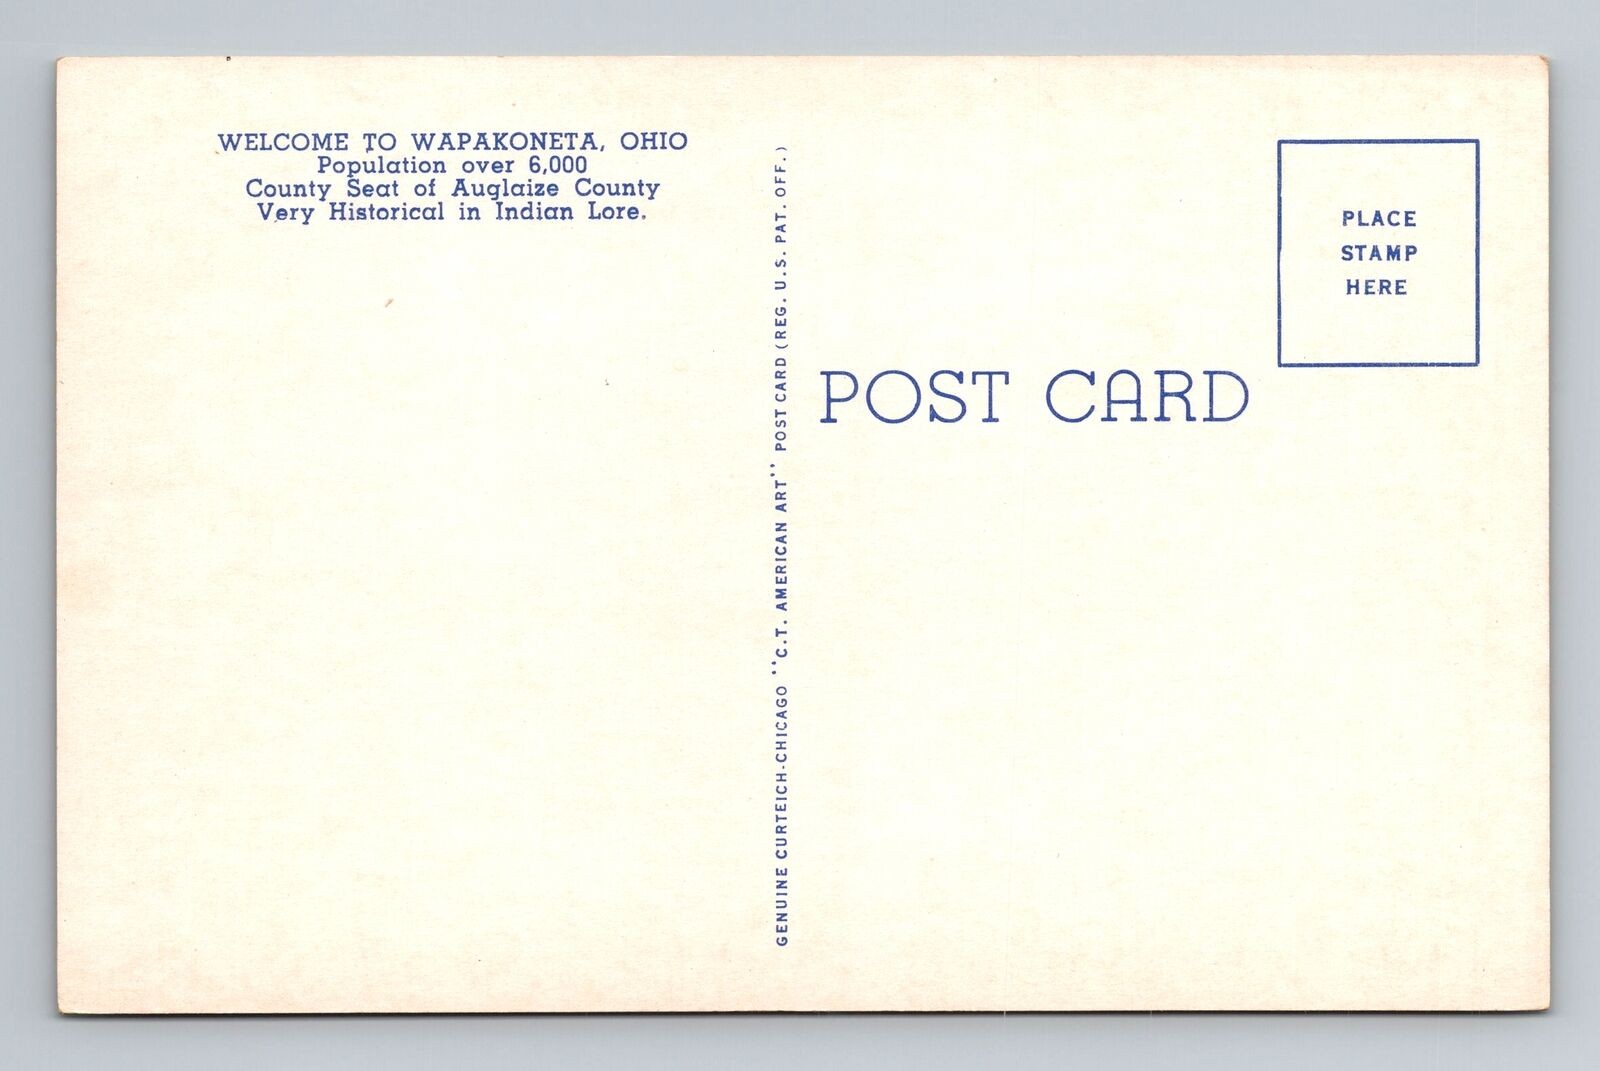 WELCOME TO WAPAKONETA, OHIO
Population over 6,000
County Seat of Auglaize County
Very Historical in Indian Lore.
GENUINE CURTEICH-CHICAGO "C.T. AMERICAN ART" POST CARD (REG. U.S. PAT. OFF.)
POST CARD
PLACE
STAMP
HERE